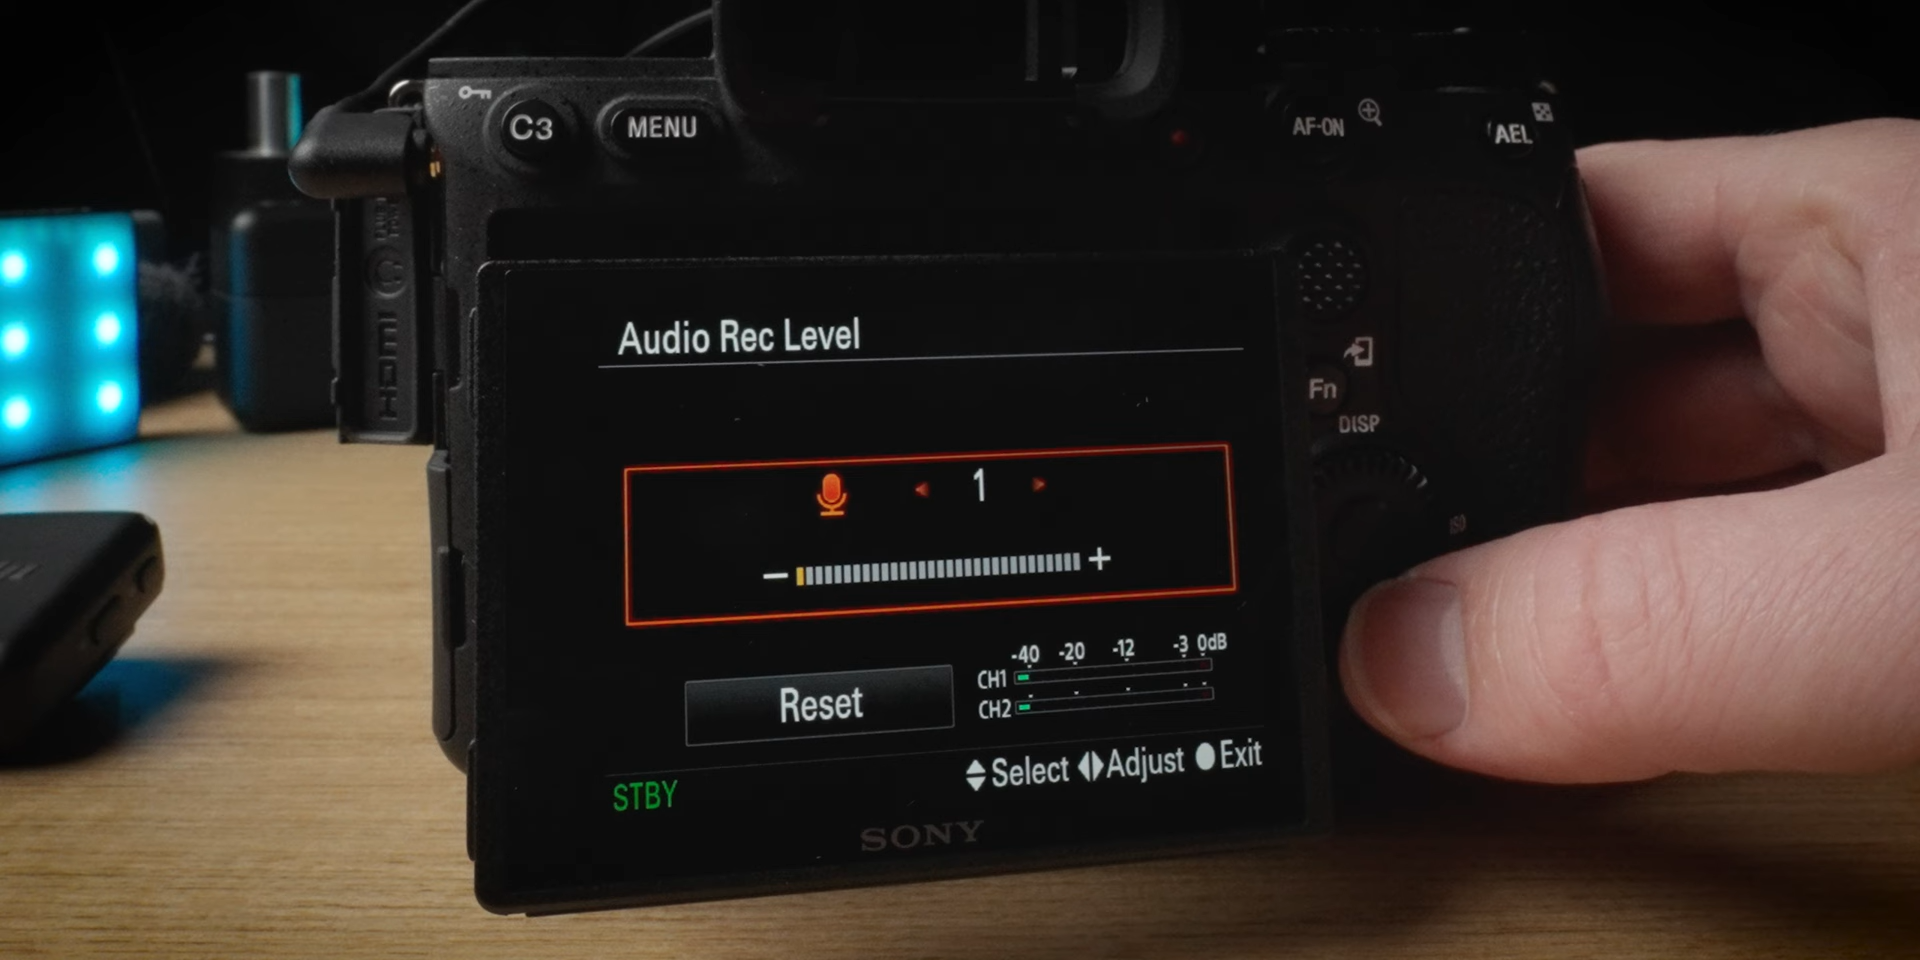 C3
MENU
AF-ON
AEL
HDMI
Audio Rec Level
Fn
DISP
1
ISO
− +
-40 -20 -12 -3 0dB
CH1
CH2
Reset
Select Adjust Exit
STBY
SONY